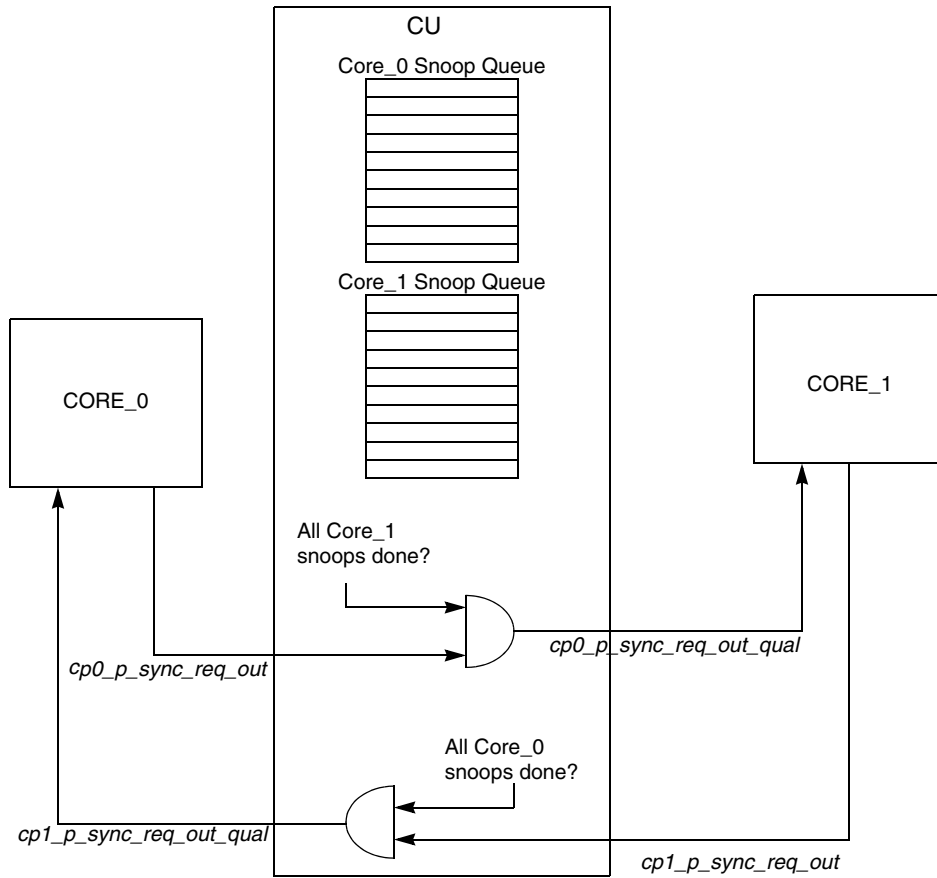 CU
Core_0 Snoop Queue
Core_1 Snoop Queue
CORE_0
CORE_1
All Core_1
snoops done?
cp0_p_sync_req_out
cp0_p_sync_req_out_qual
All Core_0
snoops done?
cp1_p_sync_req_out_qual
cp1_p_sync_req_out